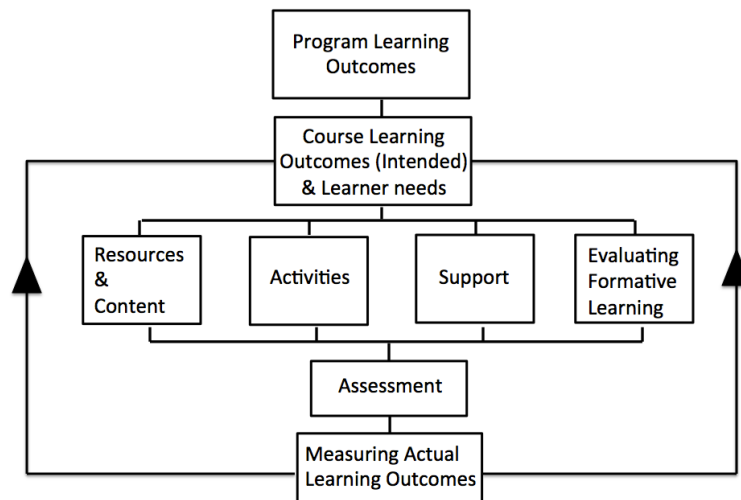 Program Learning
Outcomes
Course Learning
Outcomes (Intended)
& Learner needs
Resources
&
Content
Activities
Support
Evaluating
Formative
Learning
Assessment
Measuring Actual
Learning Outcomes